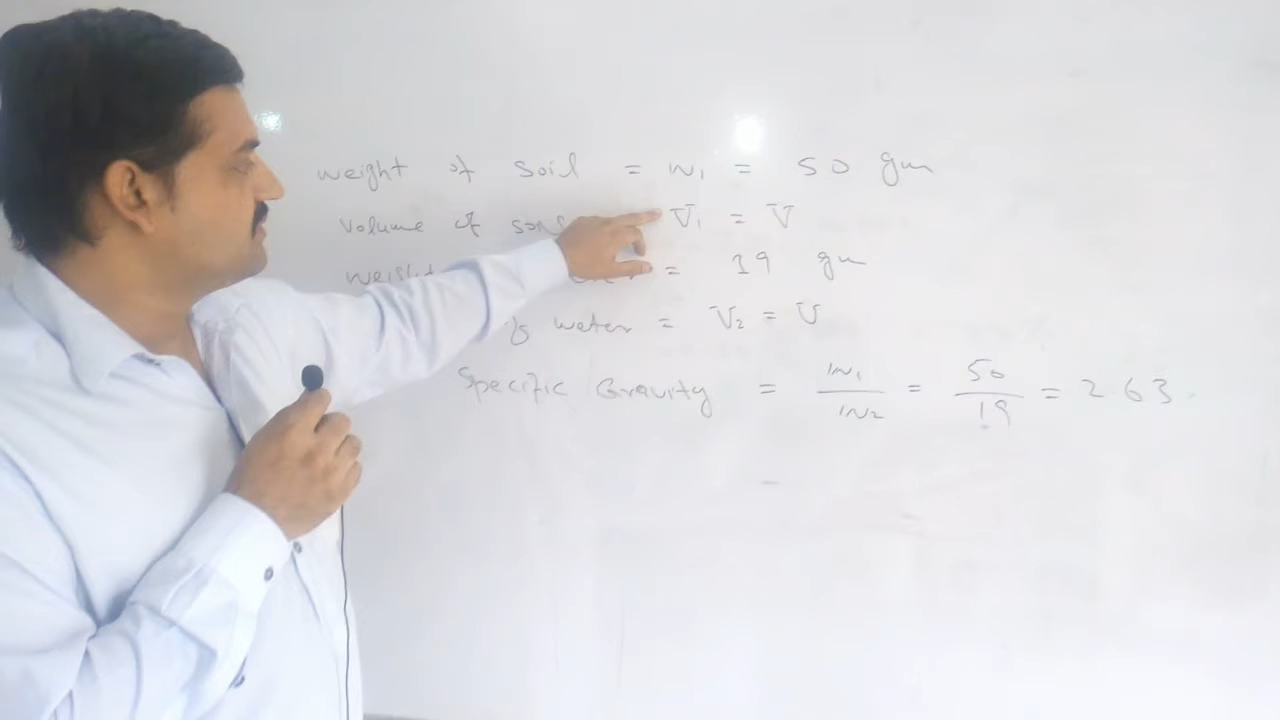 weight of soil = W₁ = 50 gm
volume of V₁ = V
weight = 19 gm
water = V₂ = V
Specific Gravity = W₁/W₂ = 50/19 = 2.63